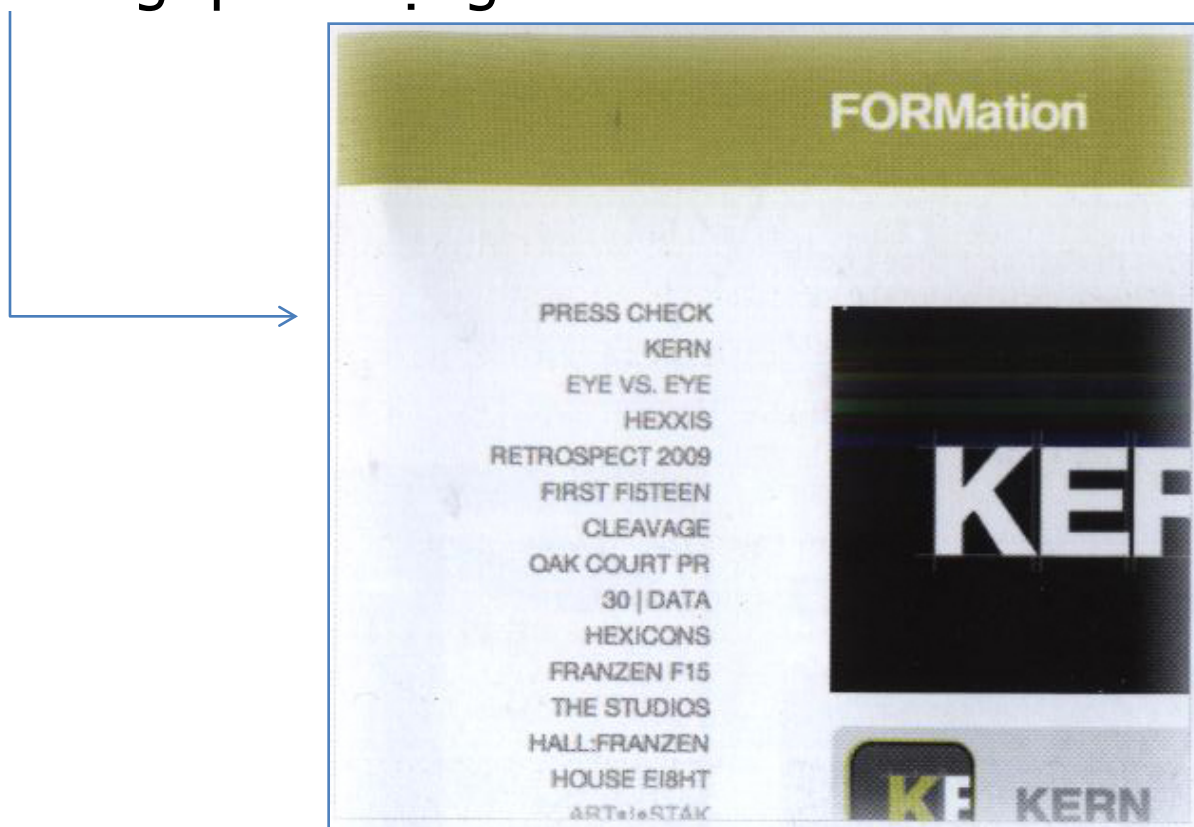 FORMation
PRESS CHECK
KERN
EYE VS. EYE
HEXXIS
RETROSPECT 2009
FIRST FI5TEEN
CLEAVAGE
OAK COURT PR
30 | DATA
HEXICONS
FRANZEN F15
THE STUDIOS
HALL:FRANZEN
HOUSE EI8HT
KER
KE
KERN